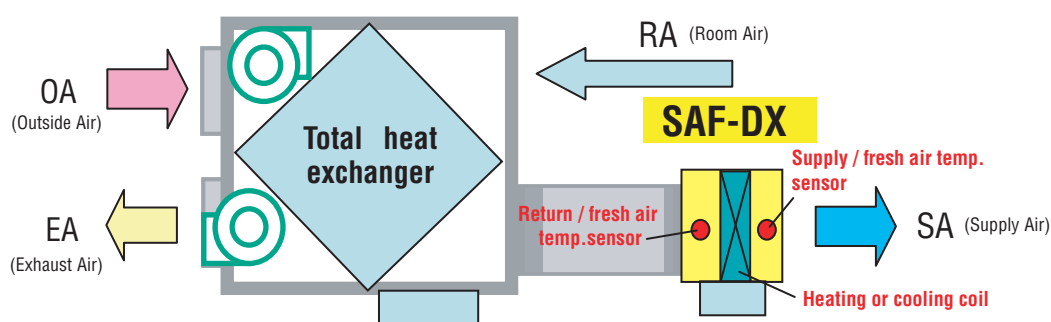 OA
(Outside Air)
EA
(Exhaust Air)
Total heat
exchanger
RA (Room Air)
SAF-DX
Supply / fresh air temp.
sensor
Return / fresh air
temp.sensor
SA (Supply Air)
Heating or cooling coil